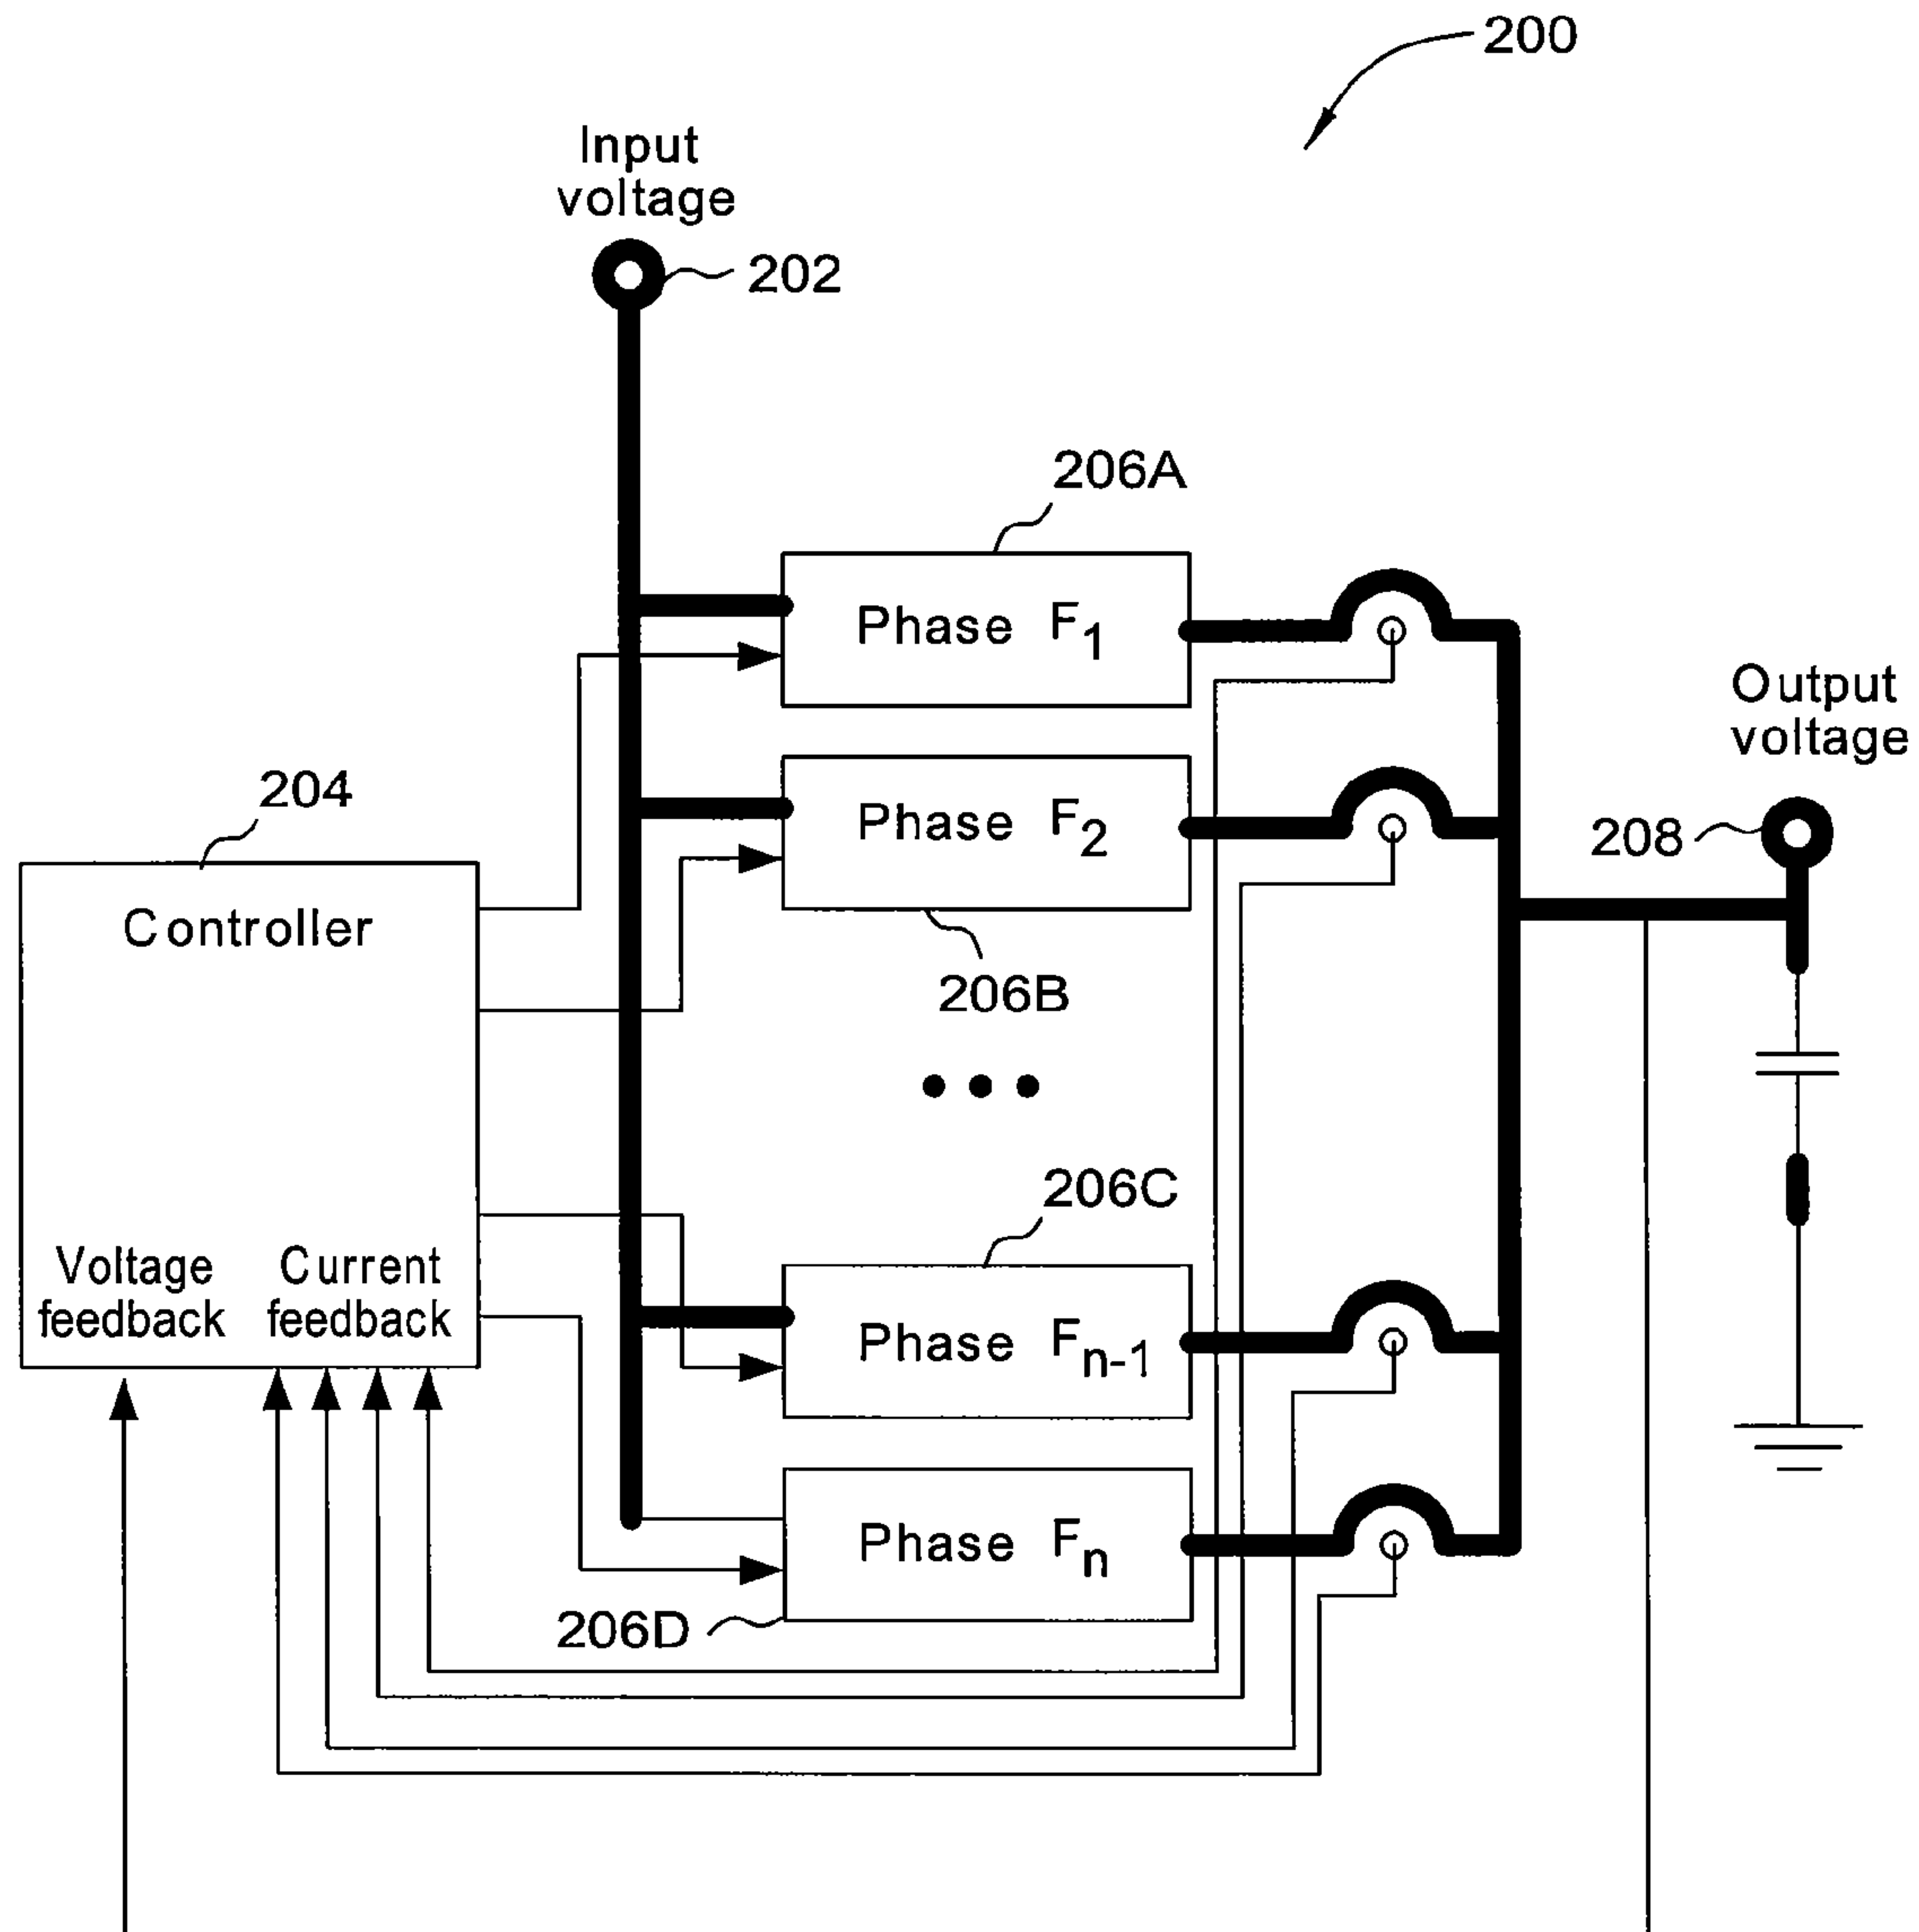 200
Input
voltage
202
206A
Phase F1
Output
voltage
204
Phase F2
208
Controller
206B
206C
Voltage
feedback
Current
feedback
Phase Fn-1
Phase Fn
206D